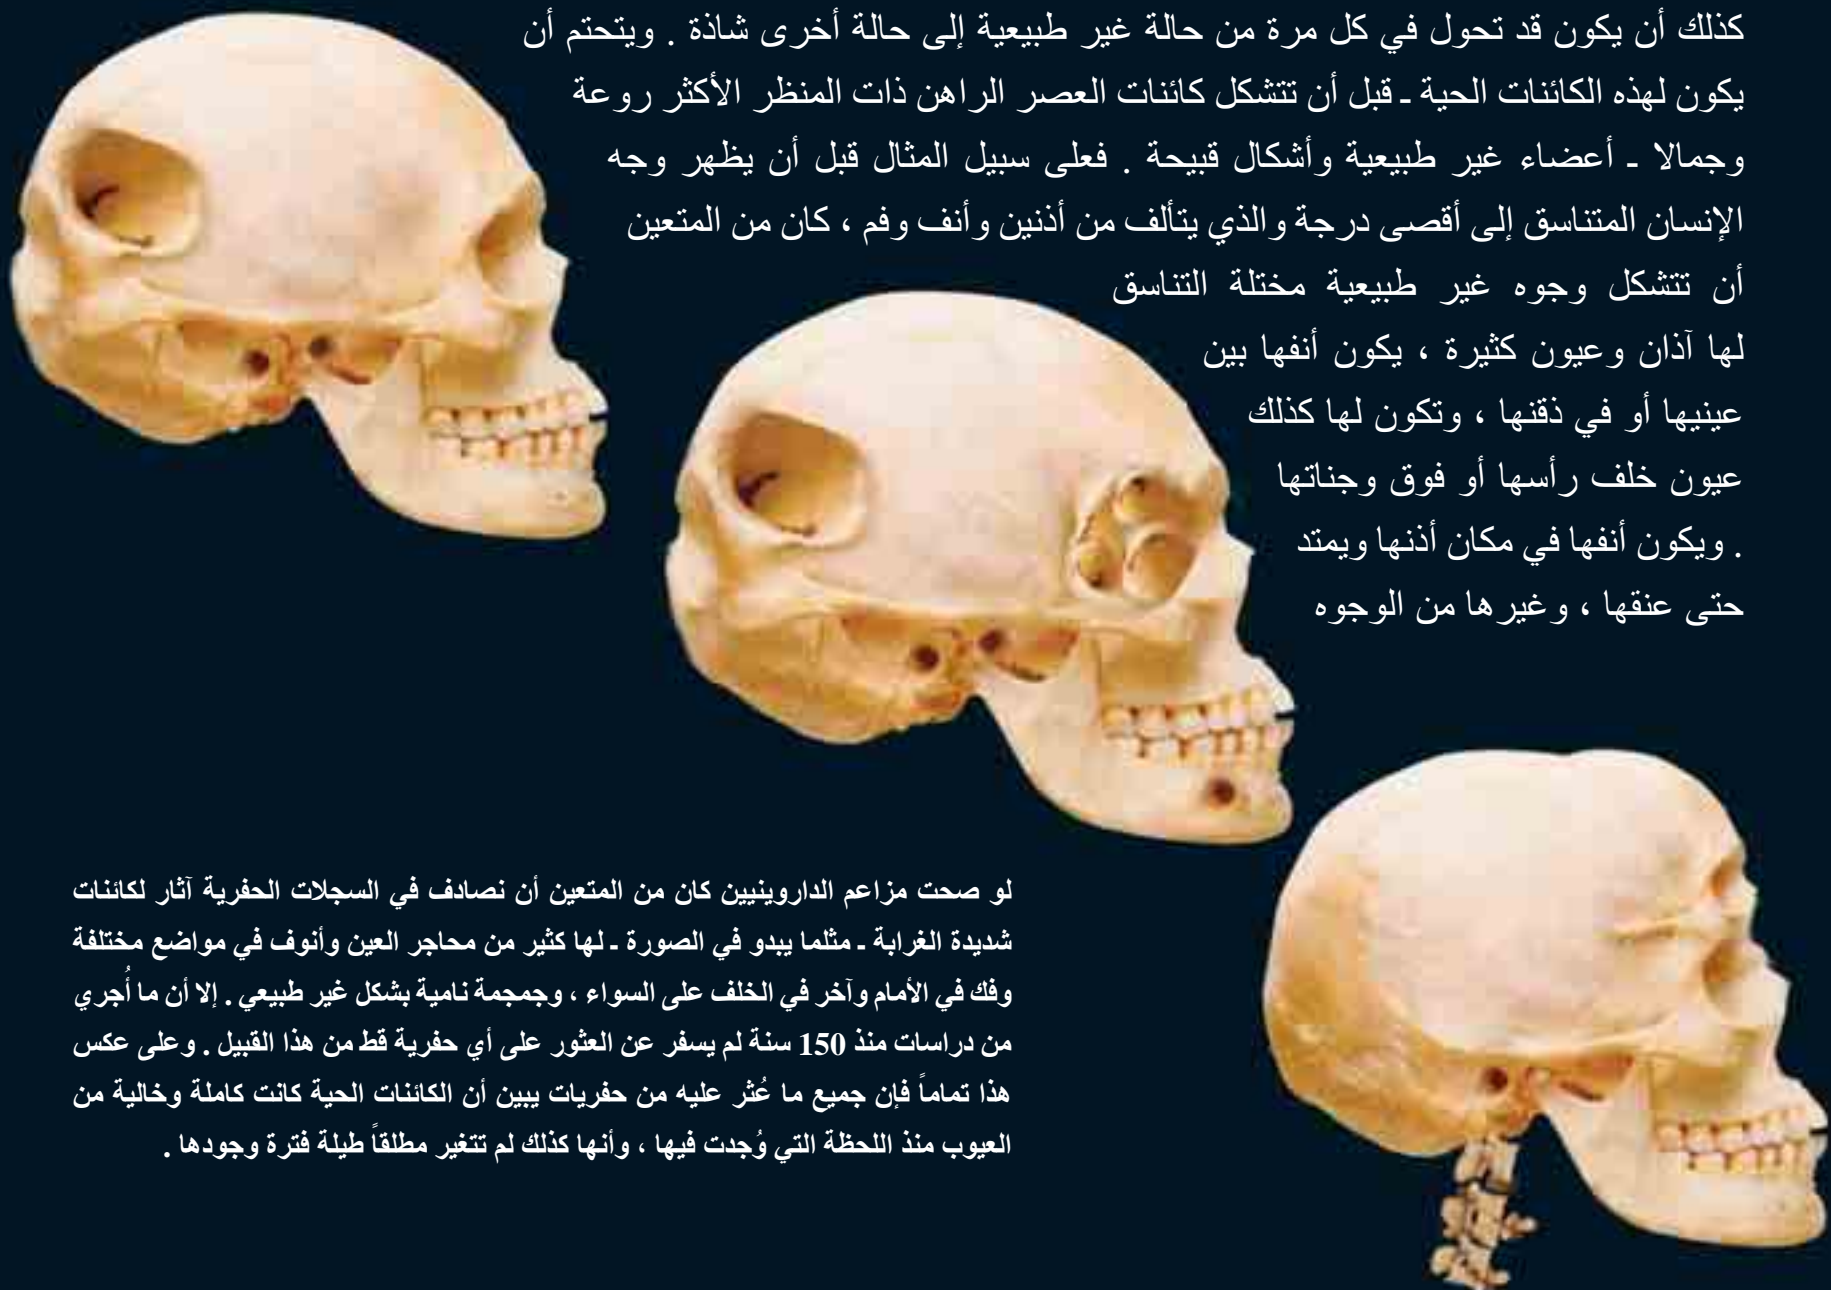 كذلك أن يكون قد تحول في كل مرة من حالة غير طبيعية إلى حالة أخرى شاذة . ويتحتم أن
يكون لهذه الكائنات الحية ـ قبل أن تتشكل كائنات العصر الراهن ذات المنظر الأكثر روعة
وجمالا ـ أعضاء غير طبيعية وأشكال قبيحة . فعلى سبيل المثال قبل أن يظهر وجه
الإنسان المتناسق إلى أقصى درجة والذي يتألف من أذنين وأنف وفم ، كان من المتعين
أن تتشكل وجوه غير طبيعية مختلة التناسق
لها آذان وعيون كثيرة ، يكون أنفها بين
عينيها أو في ذقنها ، وتكون لها كذلك
عيون خلف رأسها أو فوق وجناتها
. ويكون أنفها في مكان أذنها ويمتد
حتى عنقها ، وغيرها من الوجوه
لو صحت مزاعم الداروينيين كان من المتعين أن نصادف في السجلات الحفرية آثار لكائنات
شديدة الغرابة ـ مثلما يبدو في الصورة ـ لها كثير من محاجر العين وأنوف في مواضع مختلفة
وفك في الأمام وآخر في الخلف على السواء ، وجمجمة نامية بشكل غير طبيعي . إلا أن ما أُجري
من دراسات منذ 150 سنة لم يسفر عن العثور على أي حفرية قط من هذا القبيل . وعلى عكس
هذا تماماً فإن جميع ما عُثر عليه من حفريات يبين أن الكائنات الحية كانت كاملة وخالية من
العيوب منذ اللحظة التي وُجدت فيها ، وأنها كذلك لم تتغير مطلقاً طيلة فترة وجودها .